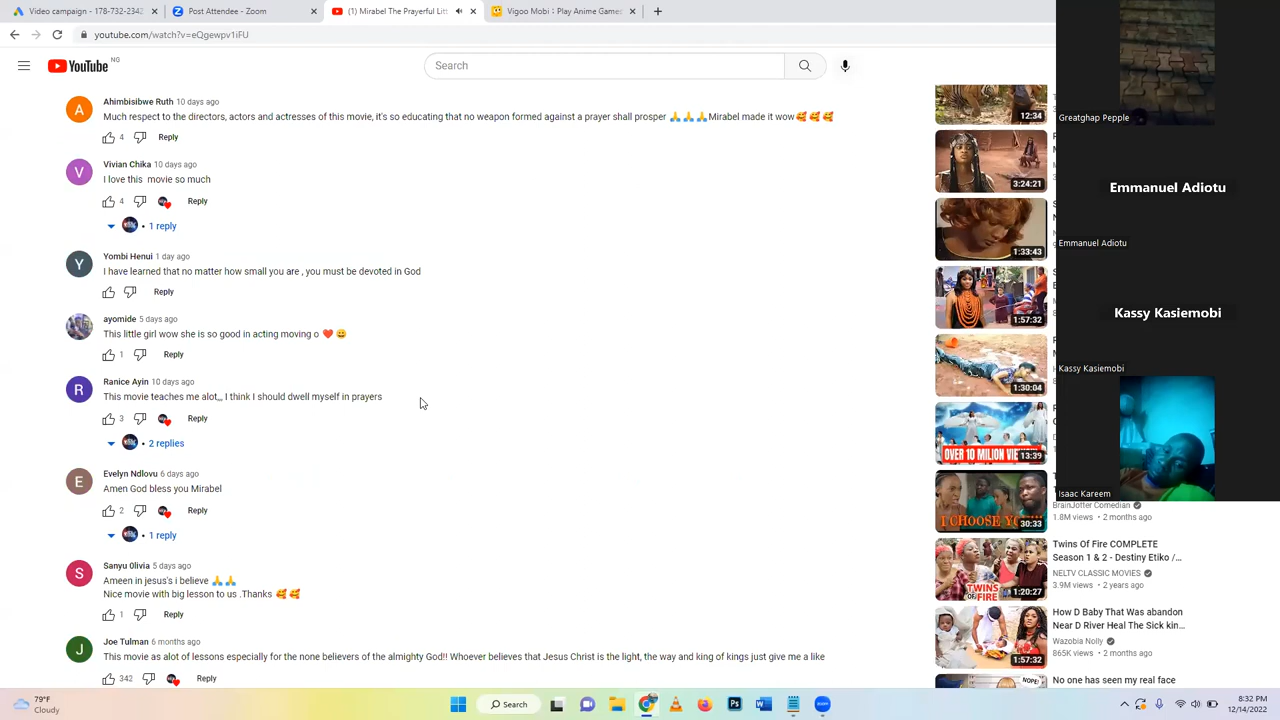 Video campaign - 178-732-234
Post Attendee - Zoom
(1) Mirabel The Prayerful Litt
Vigoo Mobi : Play Anime Game
youtube.com/watch?v=eQgewpv1iFU
YouTube NG
Search
Ahimbisibwe Ruth 10 days ago
Much respect to the directors, actors and actresses of this movie, it's so educating that no weapon formed against a prayer shall prosper 🙏🙏🙏Mirabel made it wow🥰🥰🥰
4 Reply
Vivian Chika 10 days ago
I love this movie so much
4 Reply
1 reply
Yombi Henui 1 day ago
I have learned that no matter how small you are , you must be devoted in God
Reply
ayomide 5 days ago
This little girl wow she is so good in acting moving o ❤️ 😀
1 Reply
Ranice Ayin 10 days ago
This movie teaches me alot,,, I think I should dwell myself in prayers
3 Reply
2 replies
Evelyn Ndlovu 6 days ago
Amen God bless you Mirabel
2 Reply
1 reply
Sanyu 0livia 5 days ago
Ameen in jesus's i believe 🙏🙏
Nice movie with big lesson to us .Thanks 🥰🥰
1 Reply
Joe Tulman 6 months ago
This movie as alot of lessons especially for the none believers of the almighty God!! Whoever believes that Jesus Christ is the light, the way and king of kings just give me a like
342 Reply
12:34
3:24:21
1:33:43
1:57:32
1:30:04
OVER 10 MILION VIEWS
13:39
I CHOOSE YO
30:33
BrainJotter Comedian
1.8M views • 2 months ago
TWINS OF FIRE
1:20:27
Twins Of Fire COMPLETE
Season 1 & 2 - Destiny Etiko /...
NELTV CLASSIC MOVIES
3.9M views • 2 years ago
1:57:32
How D Baby That Was abandon
Near D River Heal The Sick kin...
Wazobia Nolly
865K views • 2 months ago
NOPE!
No one has seen my real face
Greatghap Pepple
Emmanuel Adiotu
Emmanuel Adiotu
Kassy Kasiemobi
Kassy Kasiemobi
Isaac Kareem
79°F
Cloudy
Search
8:32 PM
12/14/2022